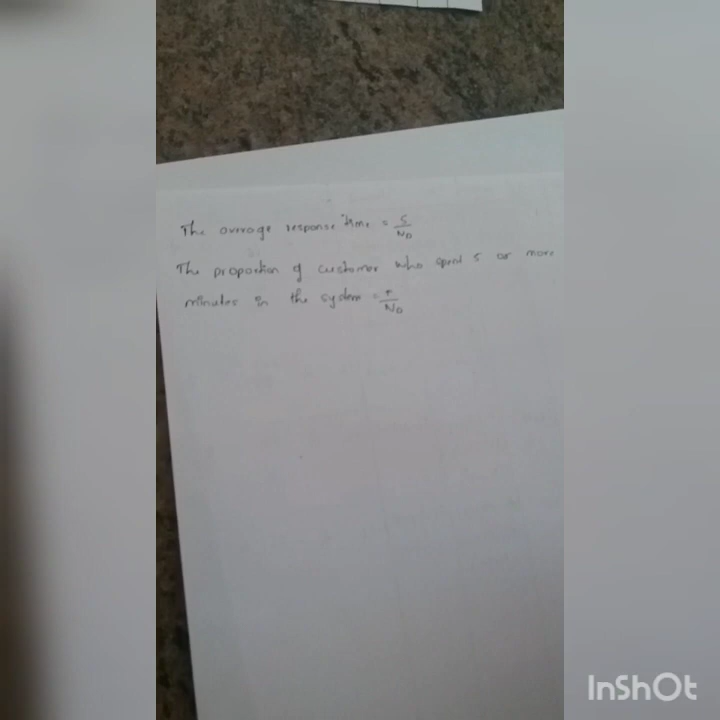 The average response time = S/ND
The proportion of customer who spend 5 or more
minutes in the system = F/ND
InShOt